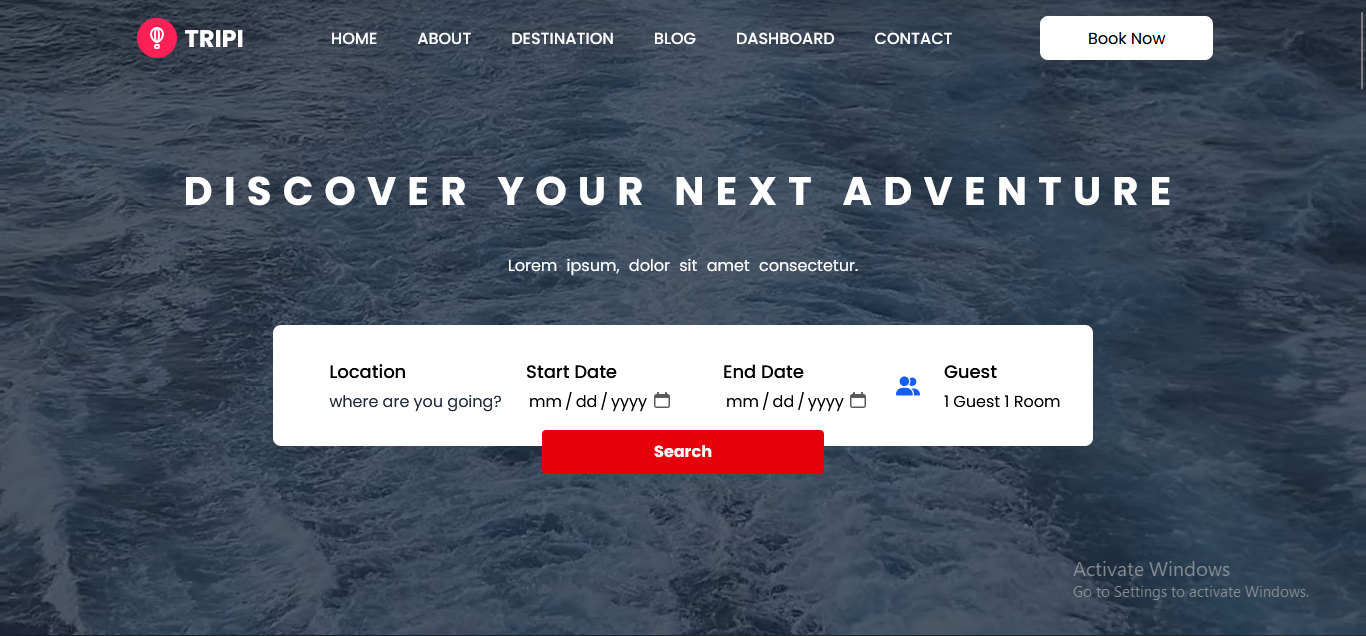 TRIPI HOME ABOUT DESTINATION BLOG DASHBOARD CONTACT Book Now
DISCOVER YOUR NEXT ADVENTURE
Lorem ipsum, dolor sit amet consectetur.
Location Start Date End Date Guest
where are you going? mm / dd / yyyy mm / dd / yyyy 1 Guest 1 Room
Search
Activate Windows
Go to Settings to activate Windows.